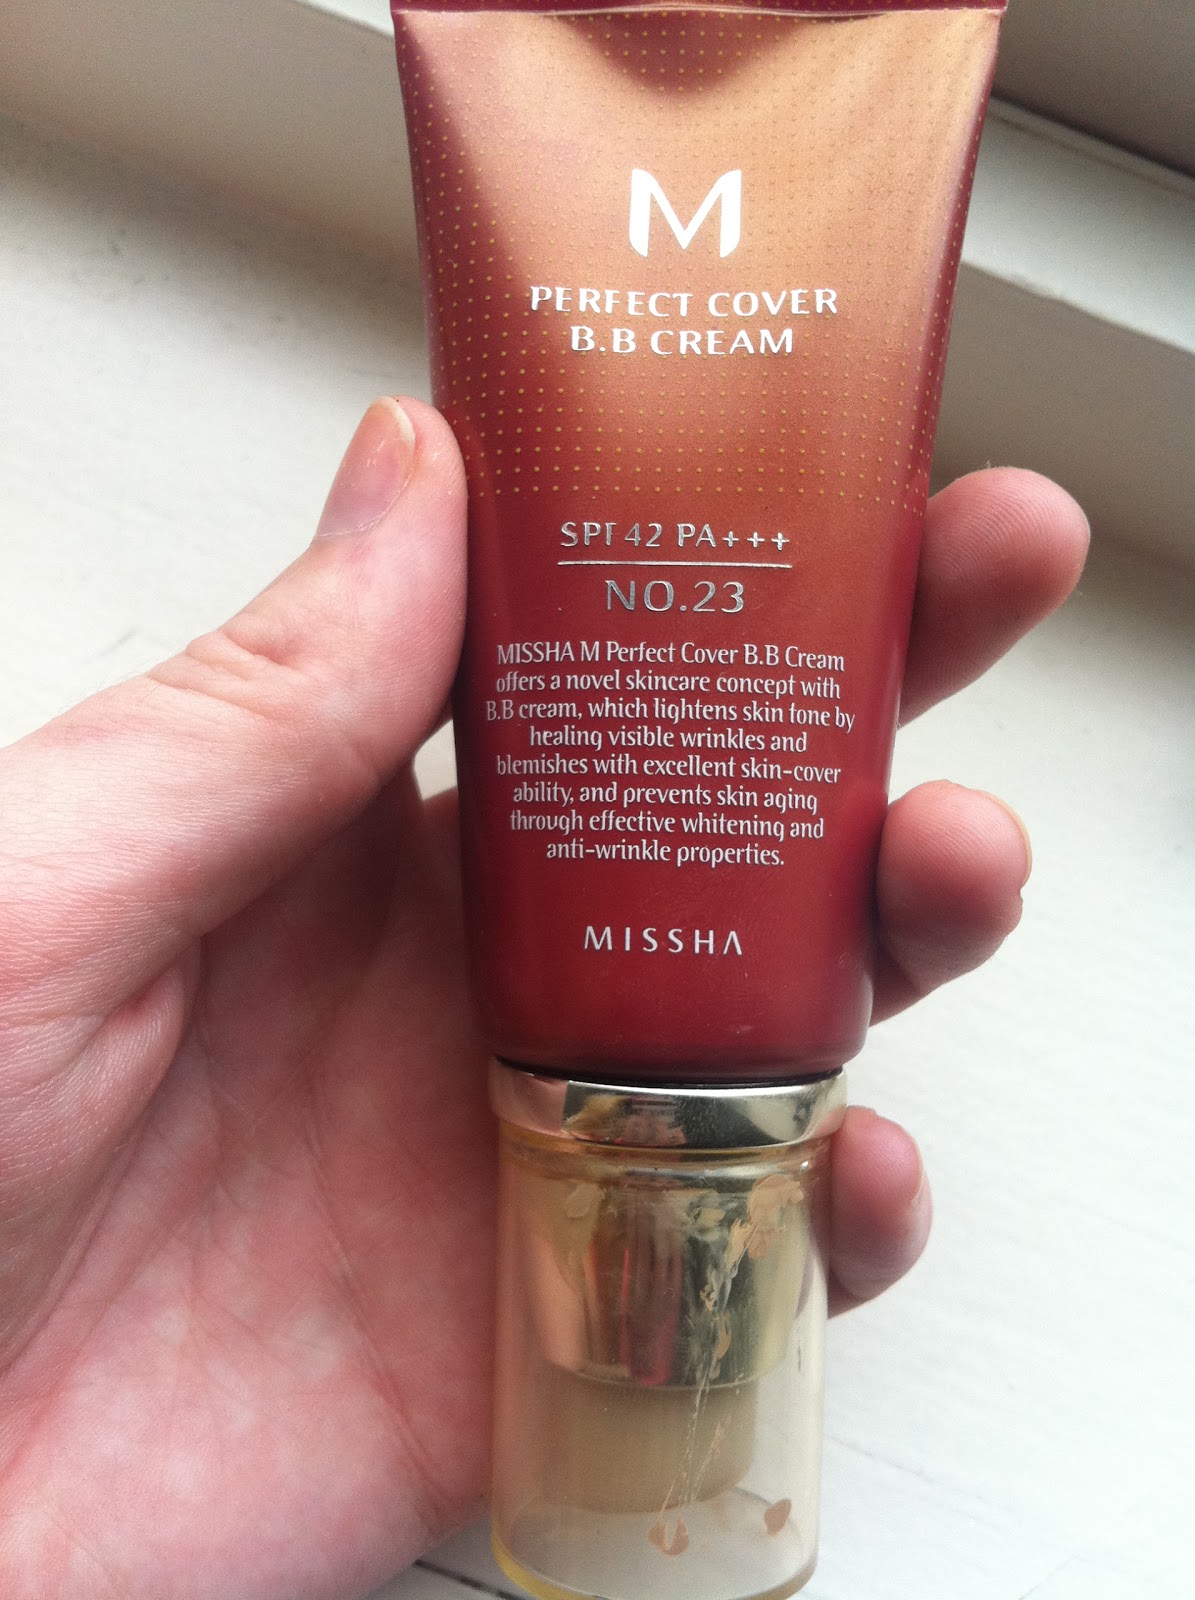 M
PERFECT COVER
B.B CREAM
SPF 42 PA+++
NO.23
MISSHA M Perfect Cover B.B Cream
offers a novel skincare concept with
B.B cream, which lightens skin tone by
healing visible wrinkles and
blemishes with excellent skin-cover
ability, and prevents skin aging
through effective whitening and
anti-wrinkle properties.
MISSHA